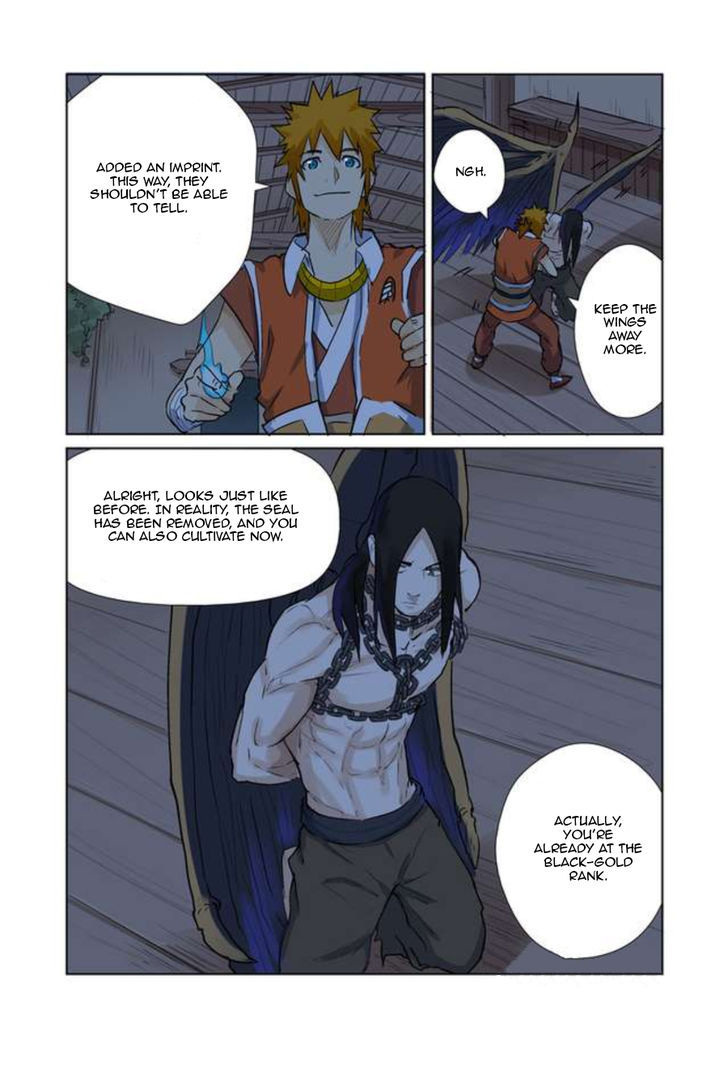 ADDED AN IMPRINT.
THIS WAY, THEY
SHOULDN'T BE ABLE
TO TELL.
NGH.
KEEP THE
WINGS
AWAY
MORE.
ALRIGHT, LOOKS JUST LIKE
BEFORE. IN REALITY, THE SEAL
HAS BEEN REMOVED, AND YOU
CAN ALSO CULTIVATE NOW.
ACTUALLY,
YOU'RE
ALREADY AT THE
BLACK-GOLD
RANK.